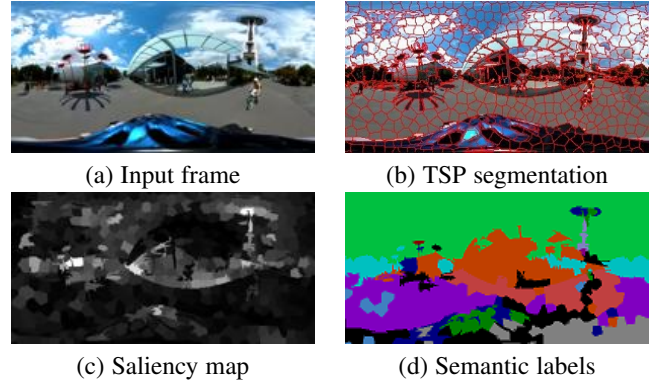 (a) Input frame
(b) TSP segmentation
(c) Saliency map
(d) Semantic labels